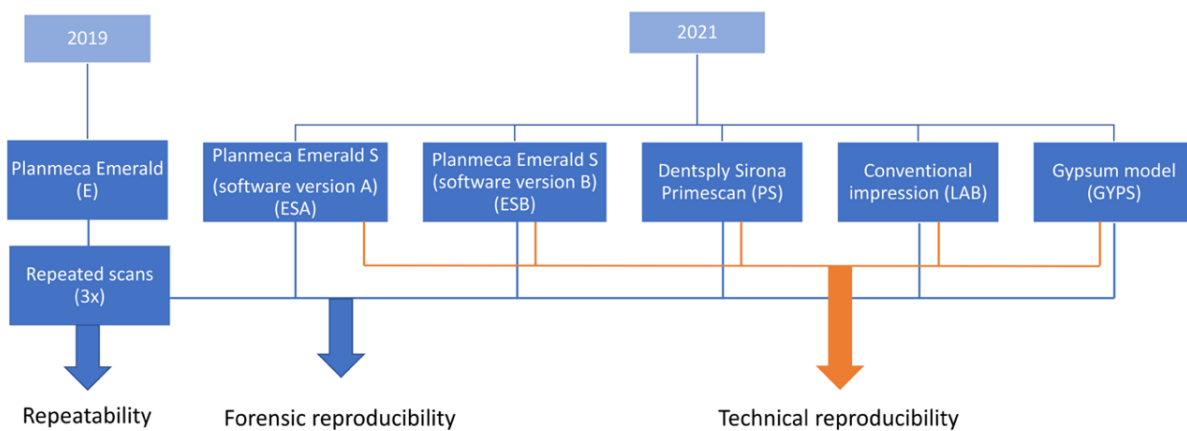 2019
2021
Planmeca Emerald
(E)
Planmeca Emerald S
(software version A)
(ESA)
Planmeca Emerald S
(software version B)
(ESB)
Dentsply Sirona
Primescan (PS)
Conventional
impression (LAB)
Gypsum model
(GYPS)
Repeated scans
(3x)
Repeatability
Forensic reproducibility
Technical reproducibility